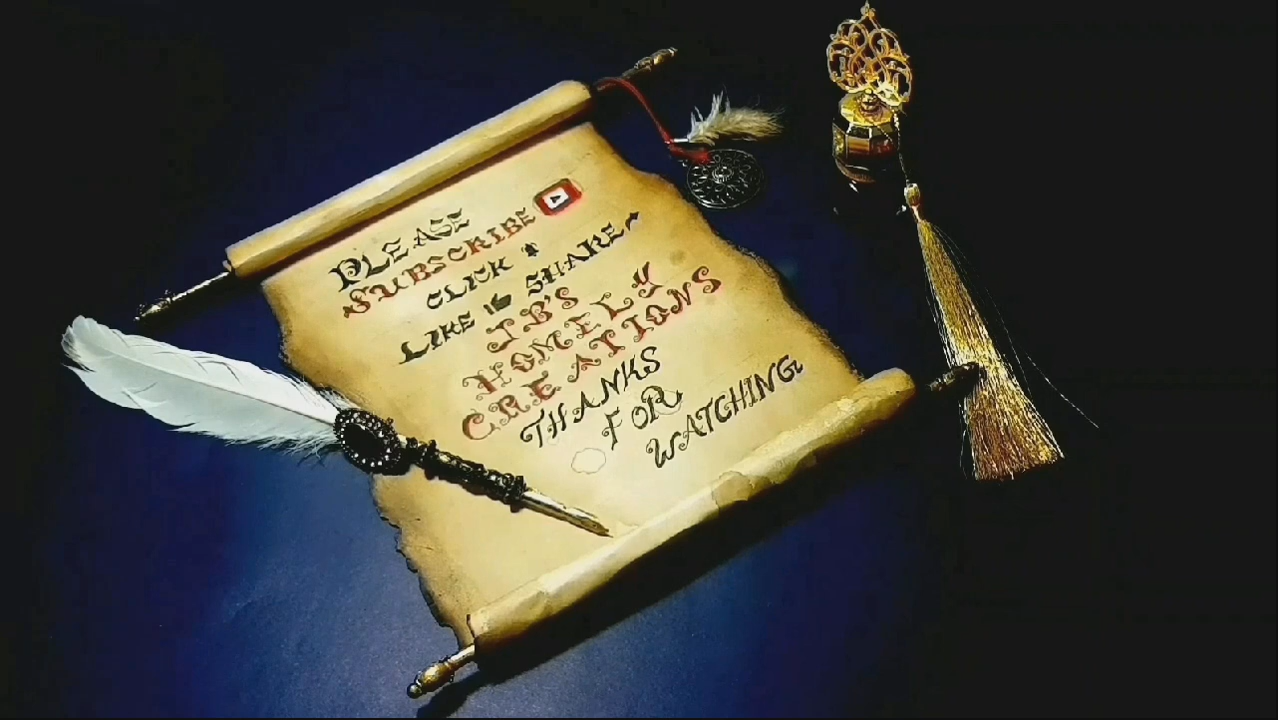 PLEASE
SUBSCRIBE
CLICK
LIKE SHARE
JB'S
HOMELY
CREATIONS
THANKS
FOR
WATCHING